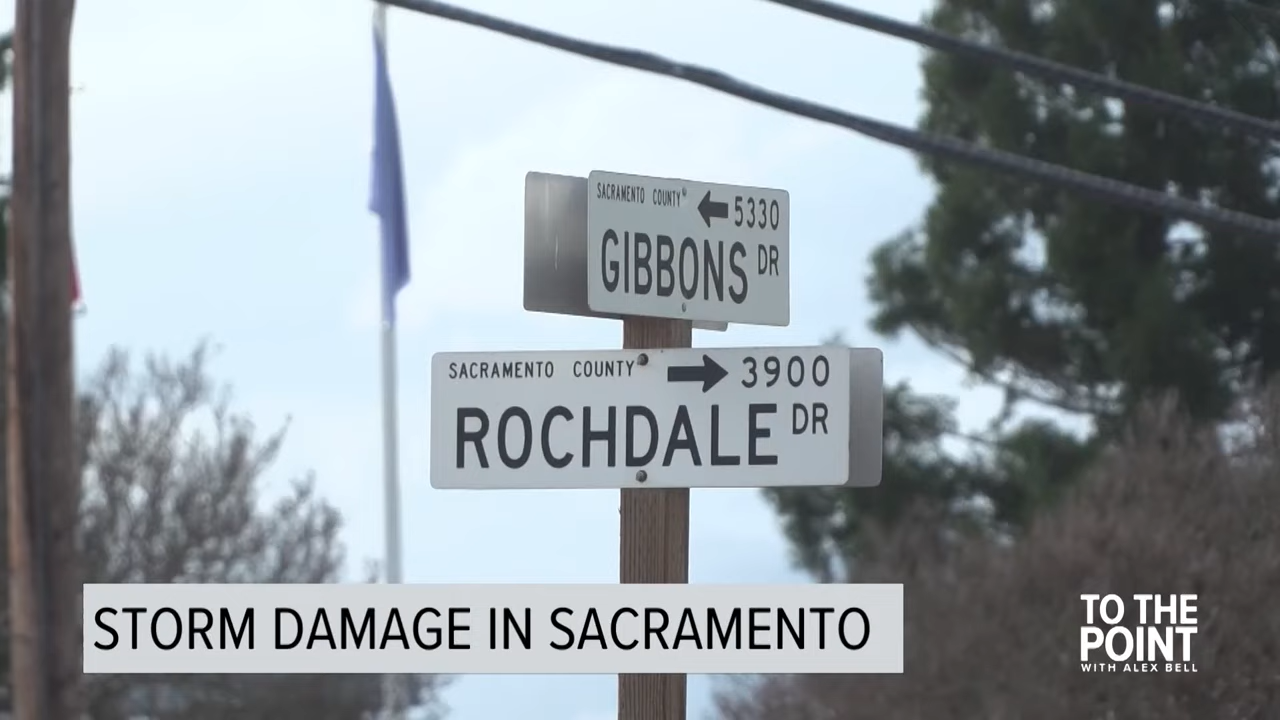 SACRAMENTO COUNTY ← 5330
GIBBONS DR
SACRAMENTO COUNTY → 3900
ROCHDALE DR
STORM DAMAGE IN SACRAMENTO
TO THE
POINT
WITH ALEX BELL